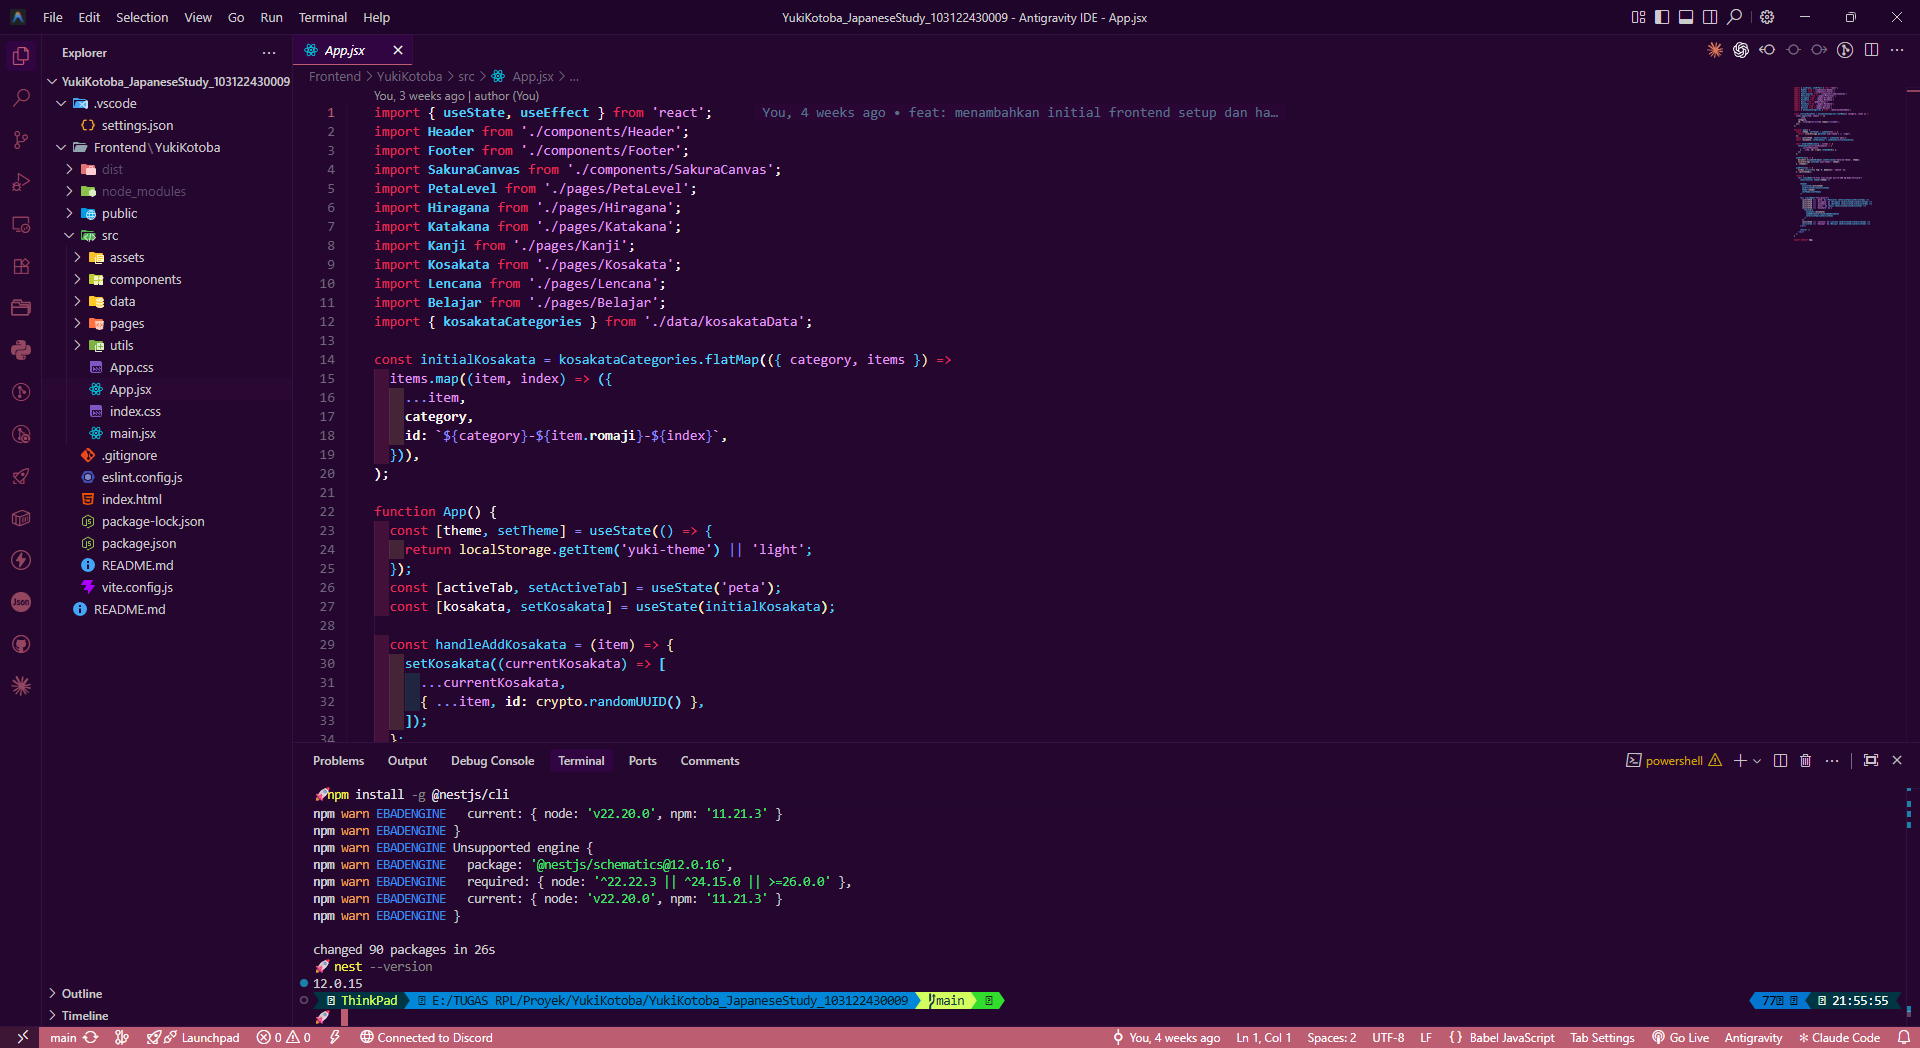 File Edit Selection View Go Run Terminal Help
YukiKotoba_JapaneseStudy_103122430009 - Antigravity IDE - App.jsx
Explorer
YukiKotoba_JapaneseStudy_103122430009
.vscode
settings.json
Frontend\YukiKotoba
dist
node_modules
public
src
assets
components
data
pages
utils
App.css
App.jsx
index.css
main.jsx
.gitignore
eslint.config.js
index.html
package-lock.json
package.json
README.md
vite.config.js
README.md
Outline
Timeline
App.jsx
Frontend > YukiKotoba > src > App.jsx > ...
You, 3 weeks ago | author (You)
1 import { useState, useEffect } from 'react'; You, 4 weeks ago • feat: menambahkan initial frontend setup dan ha…
2 import Header from './components/Header';
3 import Footer from './components/Footer';
4 import SakuraCanvas from './components/SakuraCanvas';
5 import PetaLevel from './pages/PetaLevel';
6 import Hiragana from './pages/Hiragana';
7 import Katakana from './pages/Katakana';
8 import Kanji from './pages/Kanji';
9 import Kosakata from './pages/Kosakata';
10 import Lencana from './pages/Lencana';
11 import Belajar from './pages/Belajar';
12 import { kosakataCategories } from './data/kosakataData';
13
14 const initialKosakata = kosakataCategories.flatMap(({ category, items }) =>
15 items.map((item, index) => ({
16 ...item,
17 category,
18 id: `${category}-${item.romaji}-${index}`,
19 })),
20 );
21
22 function App() {
23 const [theme, setTheme] = useState(() => {
24 return localStorage.getItem('yuki-theme') || 'light';
25 });
26 const [activeTab, setActiveTab] = useState('peta');
27 const [kosakata, setKosakata] = useState(initialKosakata);
28
29 const handleAddKosakata = (item) => {
30 setKosakata((currentKosakata) => [
31 ...currentKosakata,
32 { ...item, id: crypto.randomUUID() },
33 ]);
34 };
Problems Output Debug Console Terminal Ports Comments
powershell
npm install -g @nestjs/cli
npm warn EBADENGINE current: { node: 'v22.20.0', npm: '11.21.3' }
npm warn EBADENGINE }
npm warn EBADENGINE Unsupported engine {
npm warn EBADENGINE package: '@nestjs/schematics@12.0.16',
npm warn EBADENGINE required: { node: '^22.22.3 || ^24.15.0 || >=26.0.0' },
npm warn EBADENGINE current: { node: 'v22.20.0', npm: '11.21.3' }
npm warn EBADENGINE }
changed 90 packages in 26s
nest --version
12.0.15
ThinkPad E:/TUGAS RPL/Proyek/YukiKotoba/YukiKotoba_JapaneseStudy_103122430009 main 77 21:55:55
main Launchpad 0 0 Connected to Discord You, 4 weeks ago Ln 1, Col 1 Spaces: 2 UTF-8 LF {} Babel JavaScript Tab Settings Go Live Antigravity Claude Code